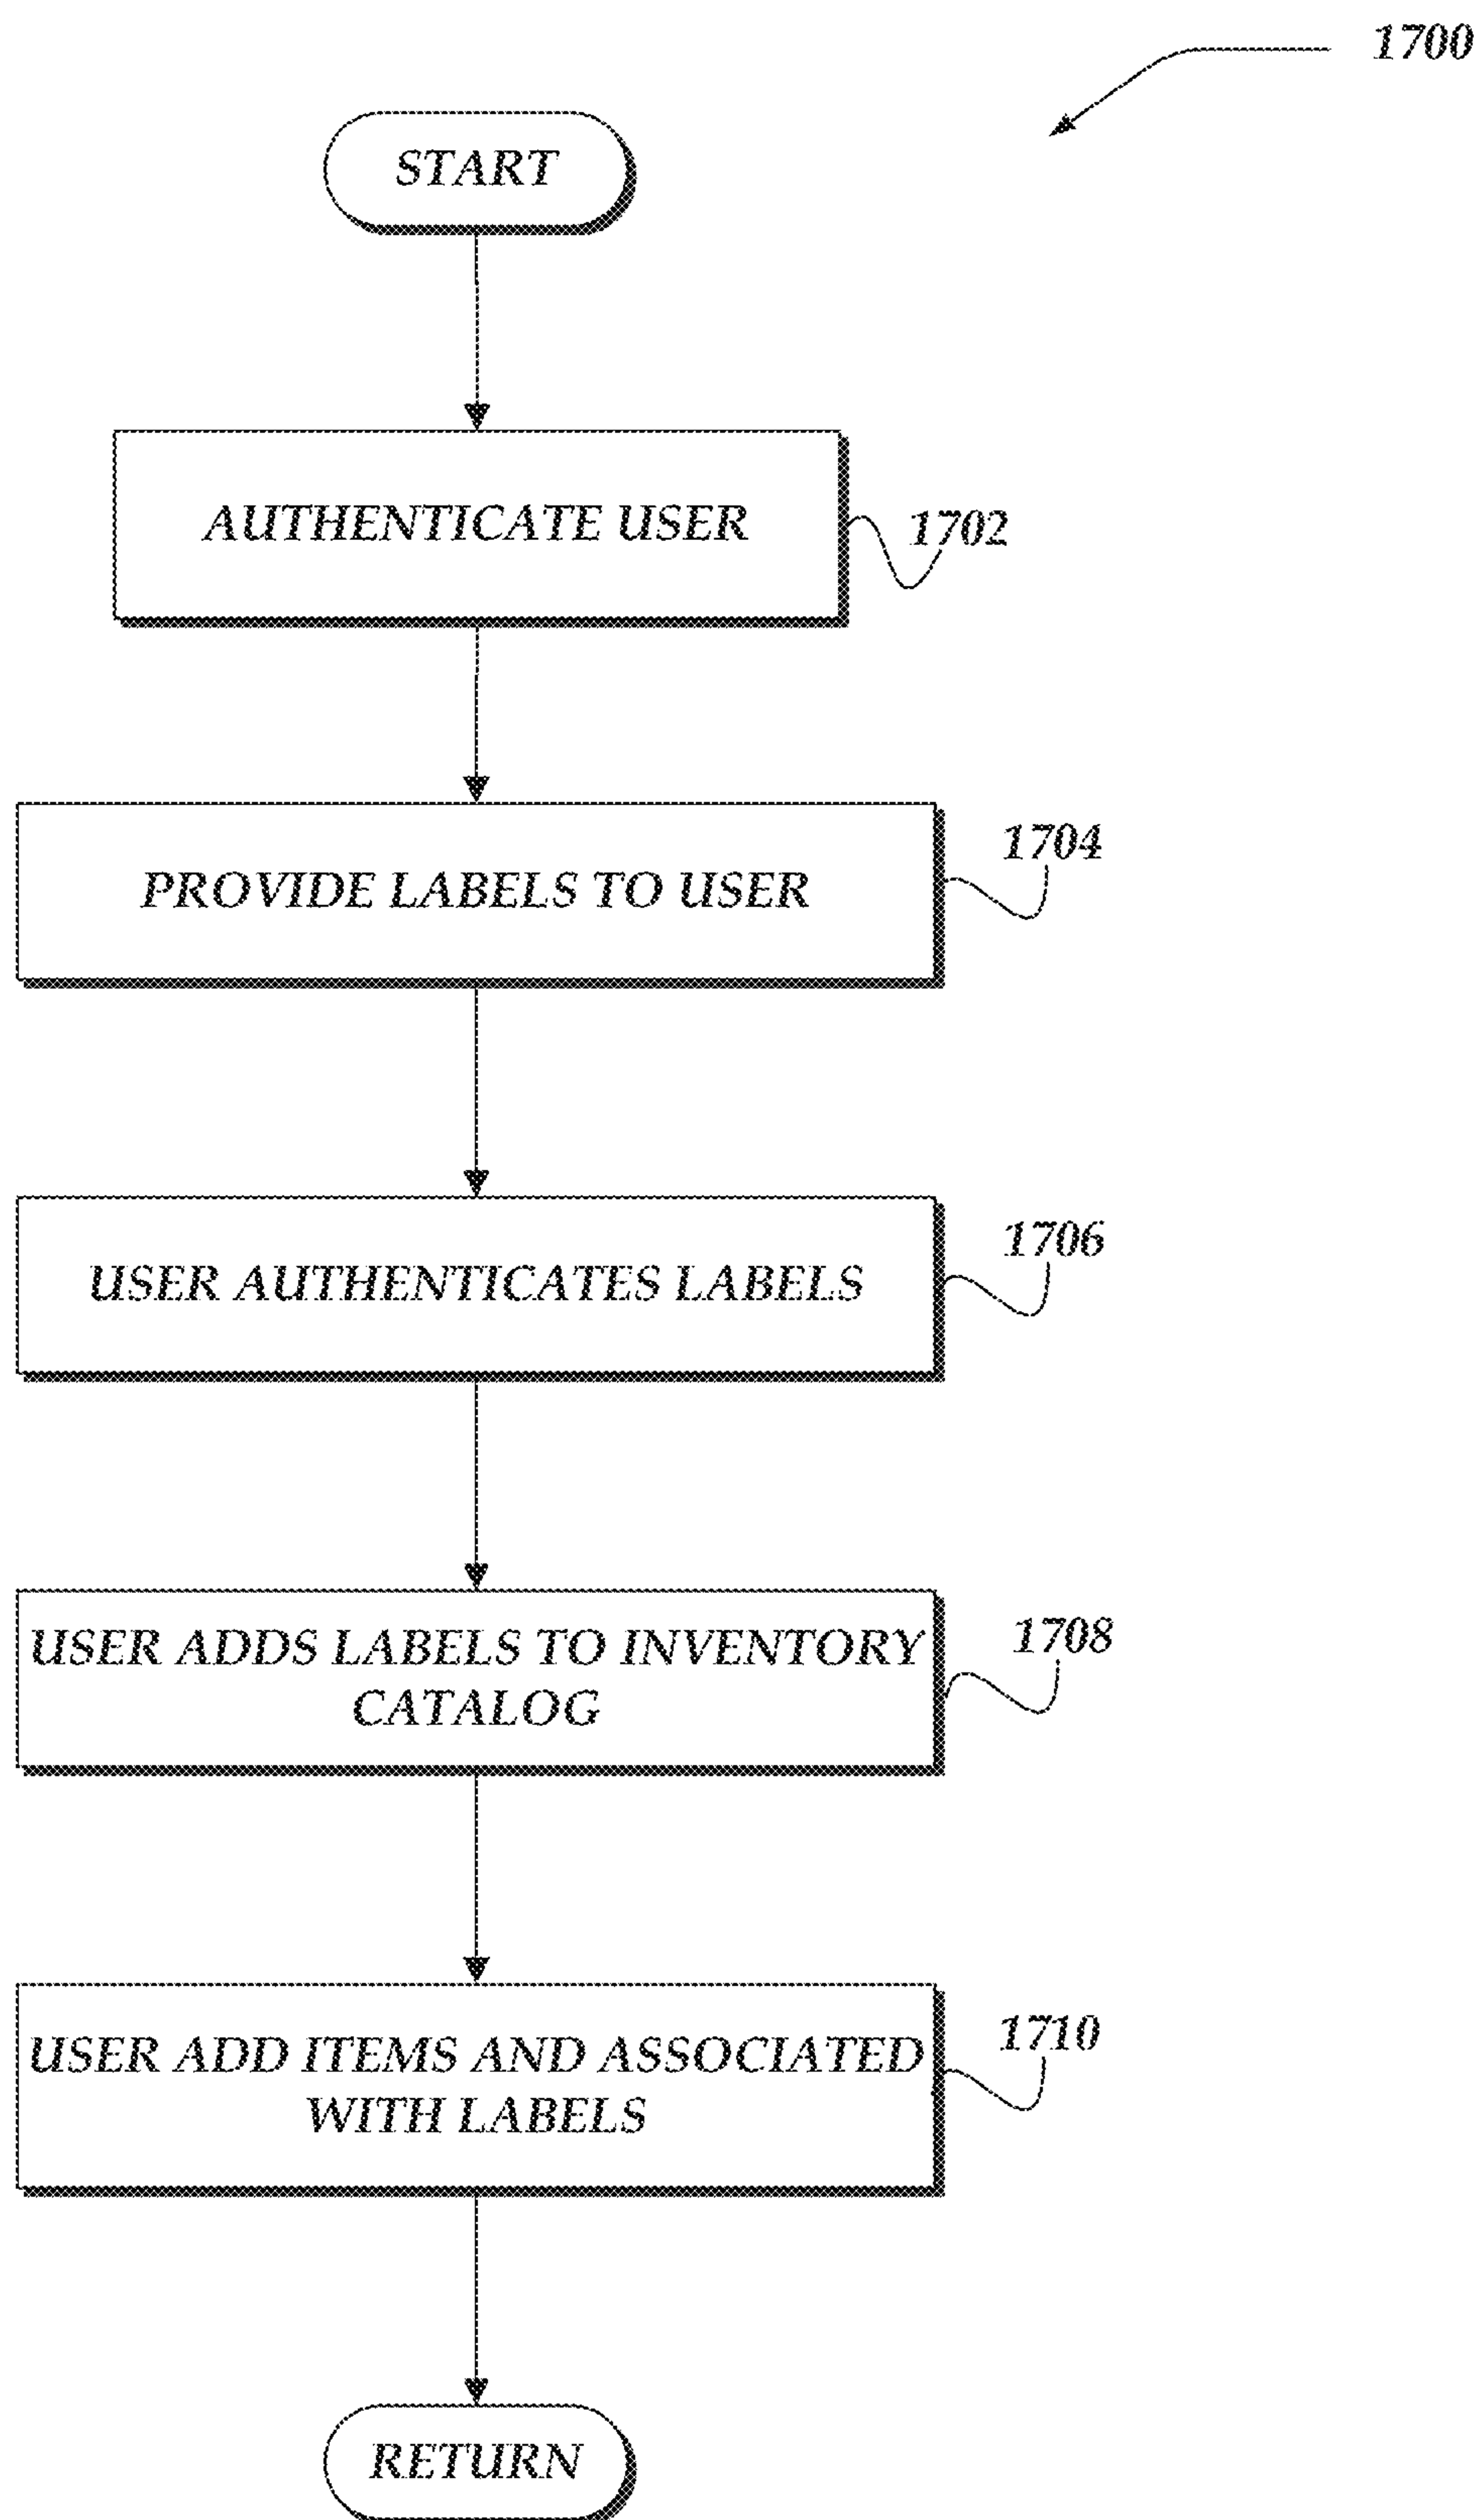 1700
START
AUTHENTICATE USER
1702
PROVIDE LABELS TO USER
1704
USER AUTHENTICATES LABELS
1706
USER ADDS LABELS TO INVENTORY
CATALOG
1708
USER ADD ITEMS AND ASSOCIATED
WITH LABELS
1710
RETURN